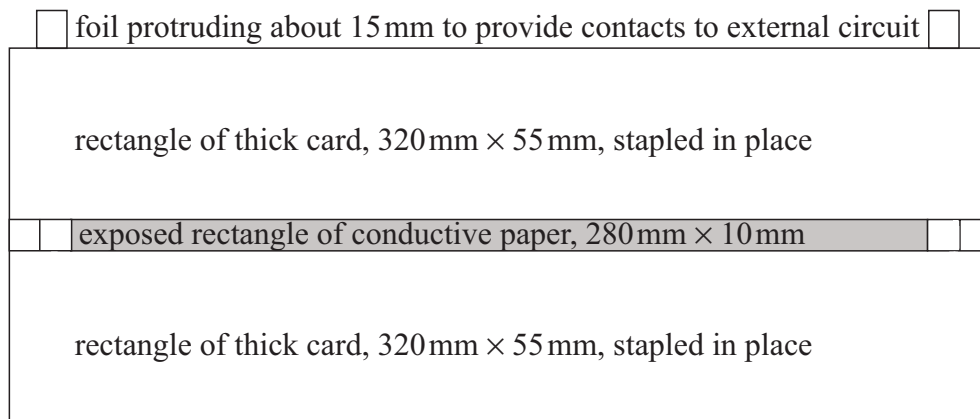 foil protruding about 15 mm to provide contacts to external circuit
rectangle of thick card, 320 mm × 55 mm, stapled in place
exposed rectangle of conductive paper, 280 mm × 10 mm
rectangle of thick card, 320 mm × 55 mm, stapled in place